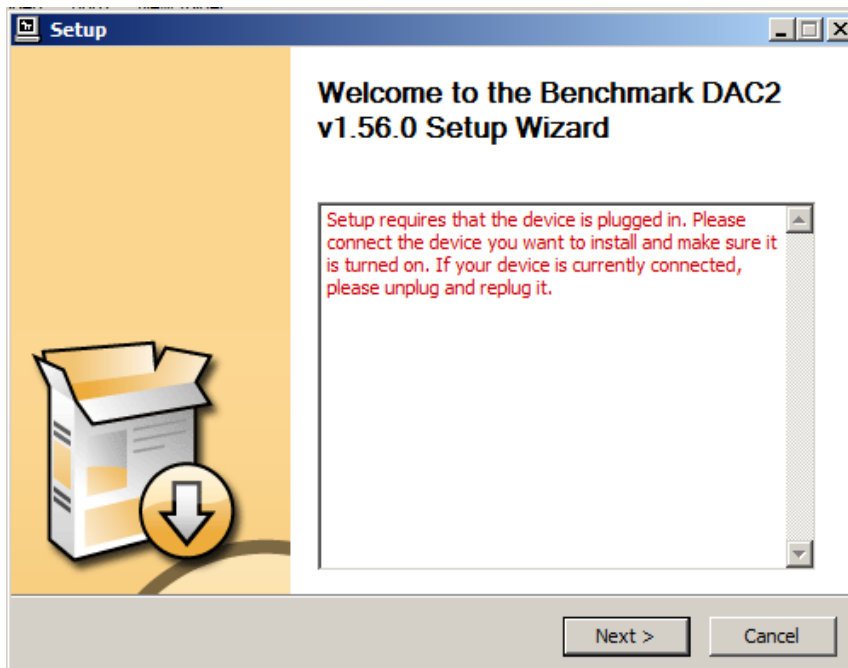 Setup
Welcome to the Benchmark DAC2
v1.56.0 Setup Wizard
Setup requires that the device is plugged in. Please
connect the device you want to install and make sure it
is turned on. If your device is currently connected,
please unplug and replug it.
Next >
Cancel